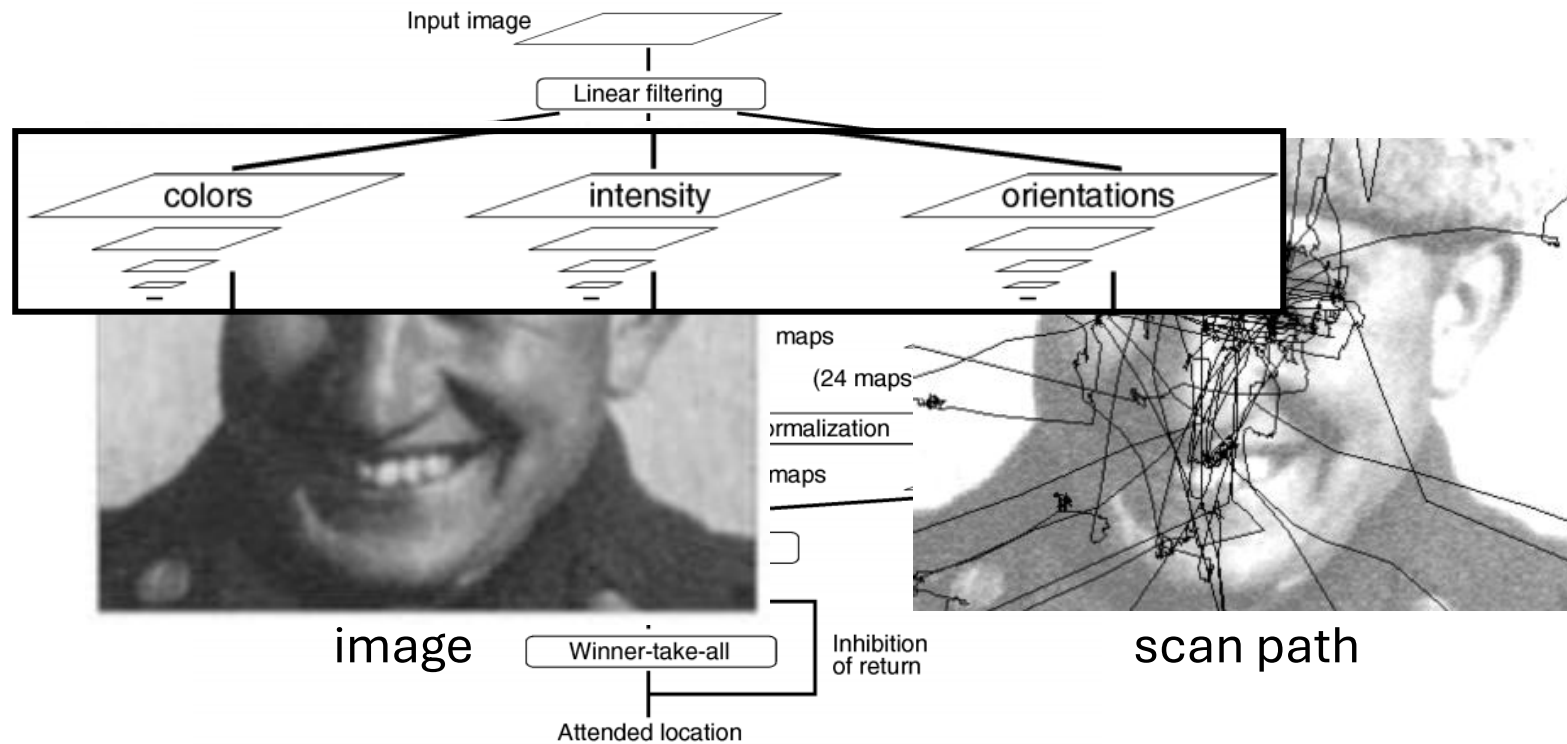 Input image
Linear filtering
colors
intensity
orientations
maps
(24 maps
ormalization
maps
image
scan path
Winner-take-all
Inhibition
of return
Attended location